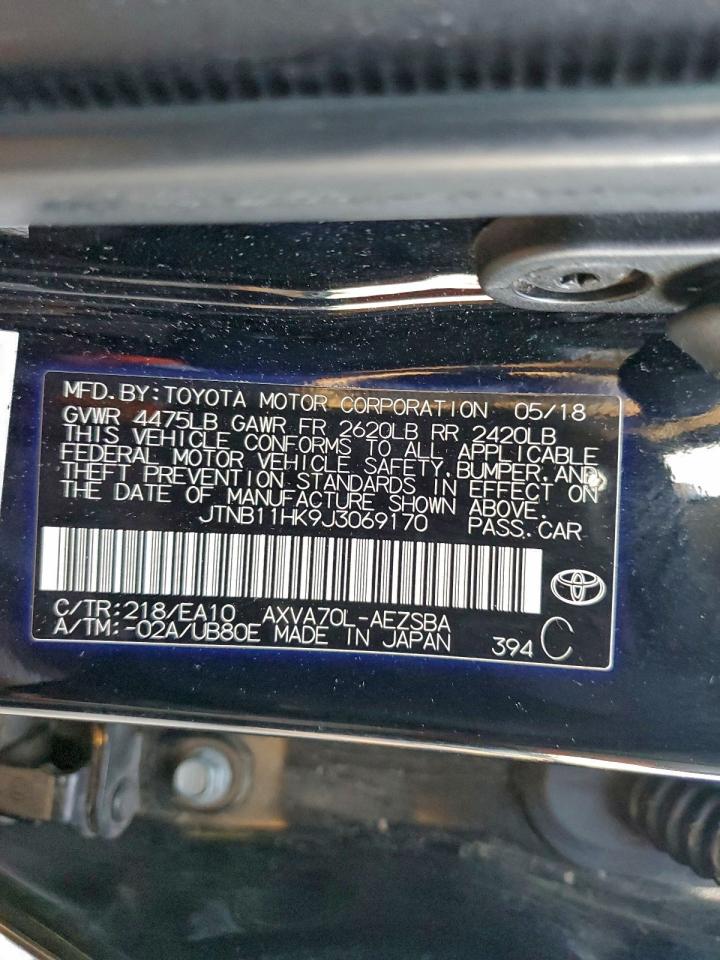 MFD.BY:TOYOTA MOTOR CORPORATION 05/18
GVWR 4475LB GAWR FR 2620LB RR 2420LB
THIS VEHICLE CONFORMS TO ALL APPLICABLE
FEDERAL MOTOR VEHICLE SAFETY, BUMPER, AND
THEFT PREVENTION STANDARDS IN EFFECT ON
THE DATE OF MANUFACTURE SHOWN ABOVE.
JTNB11HK9J3069170 PASS.CAR
C/TR:218/EA10 AXVA70L-AEZSBA
A/TM:-02A/UB80E MADE IN JAPAN 394 C